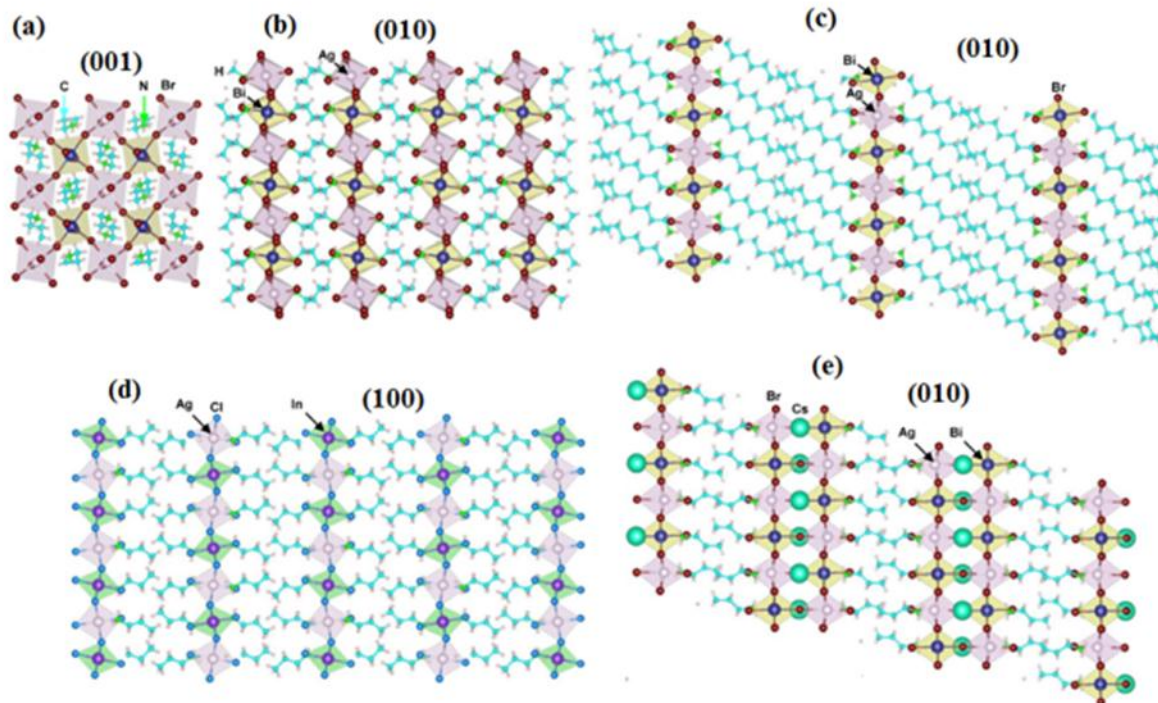 (a)
(001)
C
N
Br
(b)
(010)
Ag
H
Bi
(c)
(010)
Bi
Ag
Br
(d)
(100)
Ag
Cl
In
(e)
(010)
Br
Cs
Ag
Bi